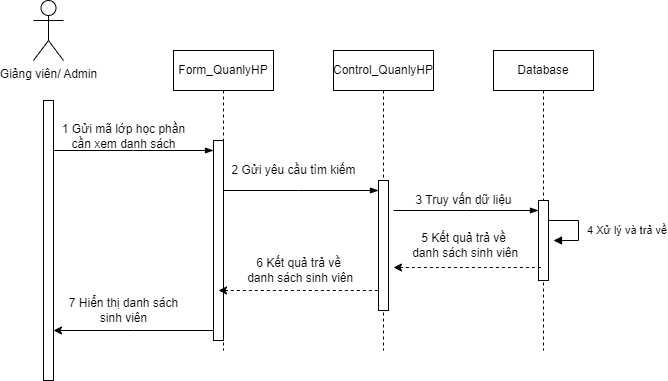 Giảng viên/ Admin
Form_QuanlyHP
Control_QuanlyHP
Database
1 Gửi mã lớp học phần
cần xem danh sách
2 Gửi yêu cầu tìm kiếm
3 Truy vấn dữ liệu
4 Xử lý và trả về
5 Kết quả trả về
danh sách sinh viên
6 Kết quả trả về
danh sách sinh viên
7 Hiển thị danh sách
sinh viên